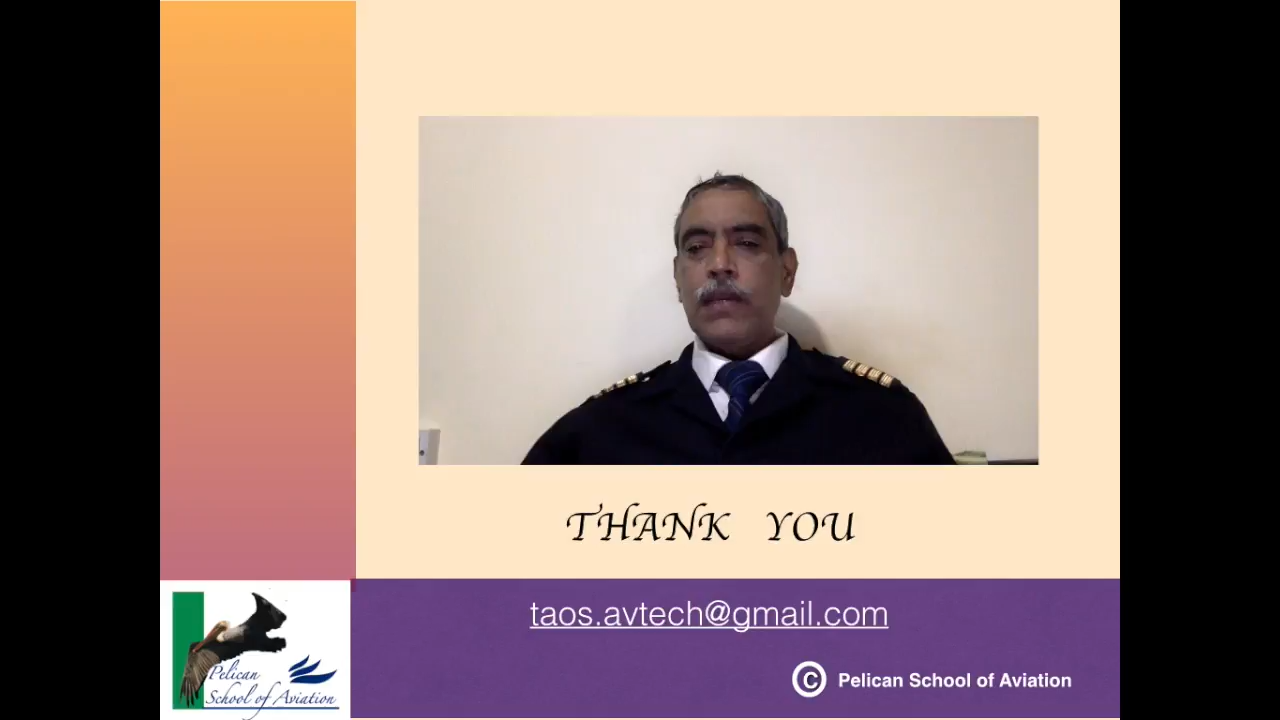 THANK YOU
taos.avtech@gmail.com
Pelican
School of Aviation
© Pelican School of Aviation